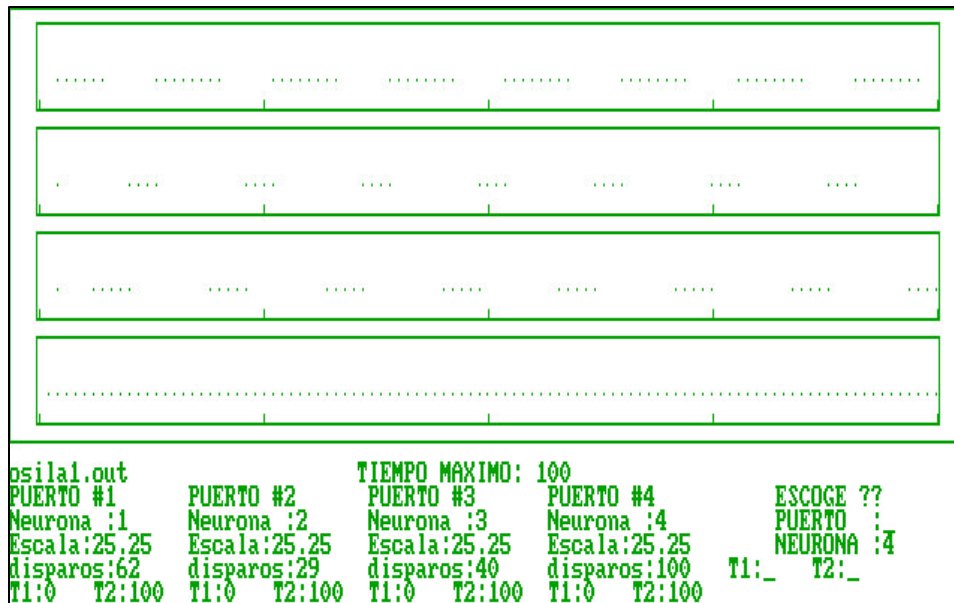 osila1.out TIEMPO MAXIMO: 100
PUERTO #1 PUERTO #2 PUERTO #3 PUERTO #4 ESCOGE ??
Neurona :1 Neurona :2 Neurona :3 Neurona :4 PUERTO :_
Escala:25.25 Escala:25.25 Escala:25.25 Escala:25.25 NEURONA :4
disparos:62 disparos:29 disparos:40 disparos:100 T1:_ T2:_
T1:0 T2:100 T1:0 T2:100 T1:0 T2:100 T1:0 T2:100